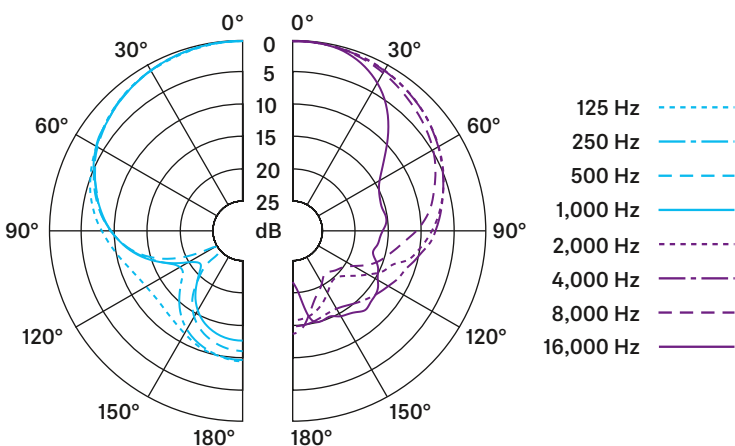 0° 0°
30° 0 30°
5
10
60° 15 60°
20
25
90° dB 90°
120° 120°
150° 150°
180° 180°
125 Hz
250 Hz
500 Hz
1,000 Hz
2,000 Hz
4,000 Hz
8,000 Hz
16,000 Hz